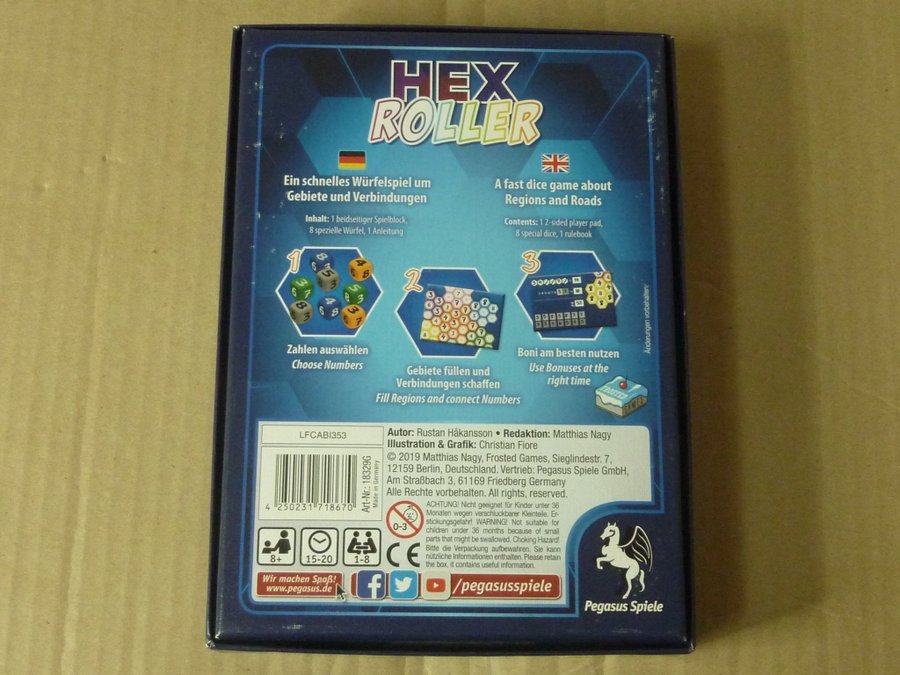 HEX
ROLLER
Ein schnelles Würfelspiel um
Gebiete und Verbindungen
Inhalt: 1 beidseitiger Spielblock,
8 spezielle Würfel, 1 Anleitung
A fast dice game about
Regions and Roads
Contents: 1 2-sided player pad,
8 special dice, 1 rulebook
1
Zahlen auswählen
Choose Numbers
2
Gebiete füllen und
Verbindungen schaffen
Fill Regions and connect Numbers
3
Boni am besten nutzen
Use Bonuses at the
right time
Änderungen vorbehalten!
FROSTED
GAMES
LFCABI353
4 250231 718670
Art.-Nr.: 18329G
Made in Germany
Autor: Rustan Håkansson • Redaktion: Matthias Nagy
Illustration & Grafik: Christian Fiore
© 2019 Matthias Nagy, Frosted Games, Sieglindestr. 7,
12159 Berlin, Deutschland. Vertrieb: Pegasus Spiele GmbH,
Am Straßbach 3, 61169 Friedberg Germany
Alle Rechte vorbehalten. All rights, reserved.
0-3
ACHTUNG! Nicht geeignet für Kinder unter 36
Monaten wegen verschluckbarer Kleinteile. Er-
stickungsgefahr! WARNING! Not suitable for
children under 36 months because of small
parts that might be swallowed. Choking Hazard!
Bitte die Verpackung aufbewahren. Sie kann
nützliche Informationen enthalten. Please retain
the box, it contains useful information.
CE
8+
15-20
1-8
Wir machen Spaß!
www.pegasus.de
/pegasusspiele
Pegasus Spiele